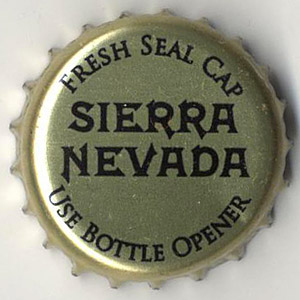 FRESH SEAL CAP
SIERRA
NEVADA
USE BOTTLE OPENER